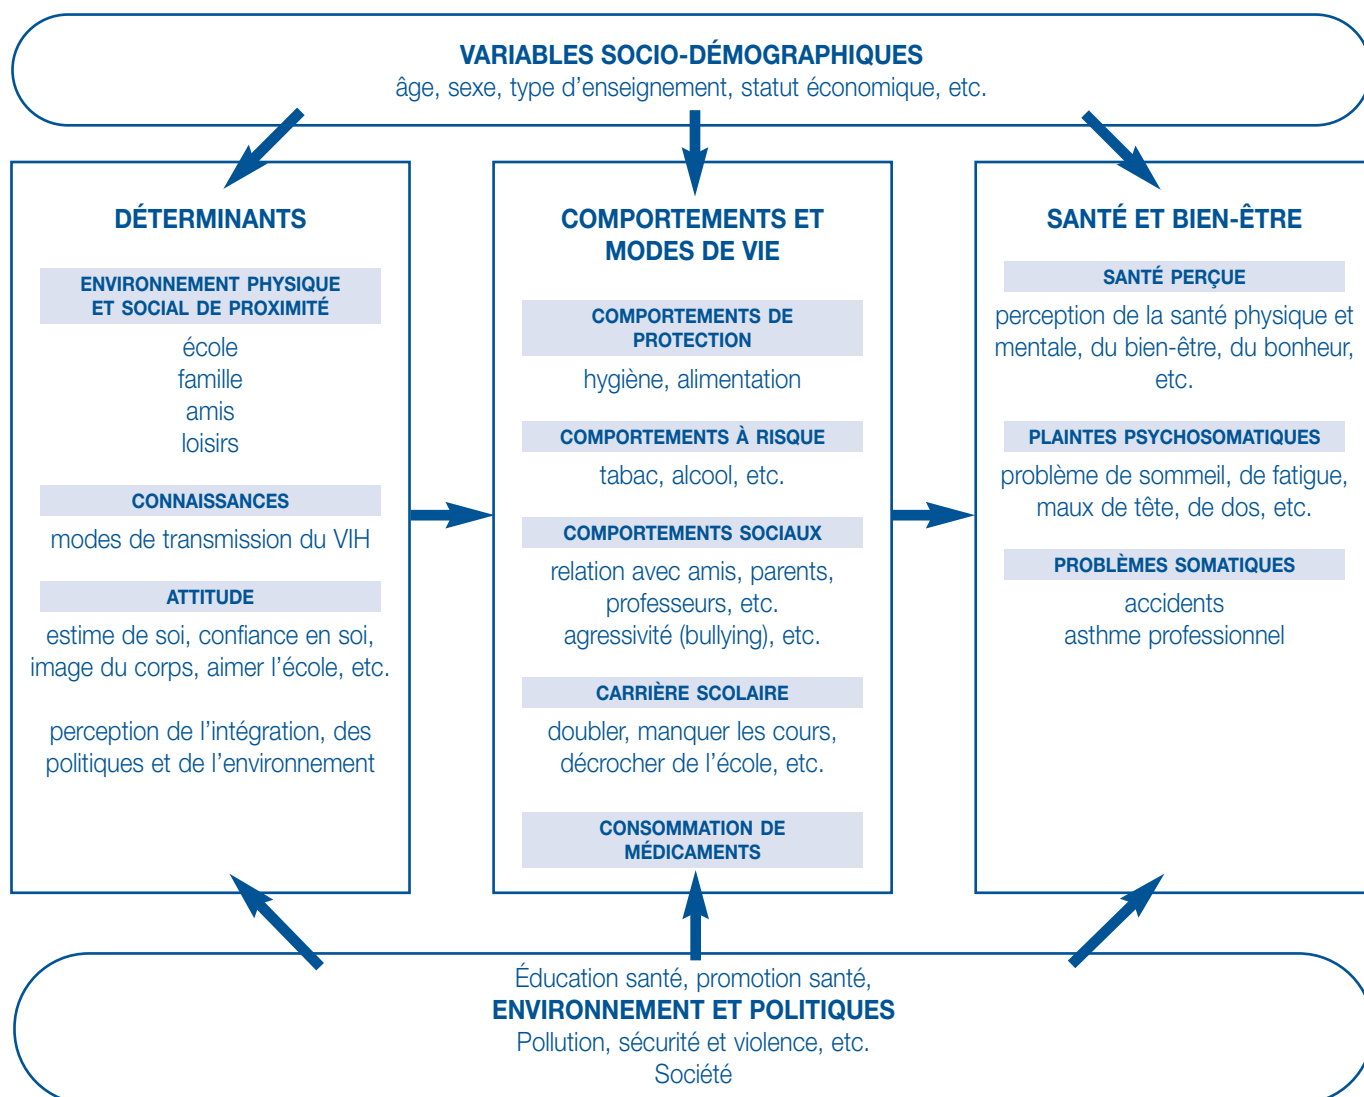 VARIABLES SOCIO-DÉMOGRAPHIQUES
âge, sexe, type d'enseignement, statut économique, etc.
DÉTERMINANTS
ENVIRONNEMENT PHYSIQUE
ET SOCIAL DE PROXIMITÉ
école
famille
amis
loisirs
CONNAISSANCES
modes de transmission du VIH
ATTITUDE
estime de soi, confiance en soi,
image du corps, aimer l'école, etc.
perception de l'intégration, des
politiques et de l'environnement
COMPORTEMENTS ET
MODES DE VIE
COMPORTEMENTS DE
PROTECTION
hygiène, alimentation
COMPORTEMENTS À RISQUE
tabac, alcool, etc.
COMPORTEMENTS SOCIAUX
relation avec amis, parents,
professeurs, etc.
agressivité (bullying), etc.
CARRIÈRE SCOLAIRE
doubler, manquer les cours,
décrocher de l'école, etc.
CONSOMMATION DE
MÉDICAMENTS
SANTÉ ET BIEN-ÊTRE
SANTÉ PERÇUE
perception de la santé physique et
mentale, du bien-être, du bonheur,
etc.
PLAINTES PSYCHOSOMATIQUES
problème de sommeil, de fatigue,
maux de tête, de dos, etc.
PROBLÈMES SOMATIQUES
accidents
asthme professionnel
Éducation santé, promotion santé,
ENVIRONNEMENT ET POLITIQUES
Pollution, sécurité et violence, etc.
Société